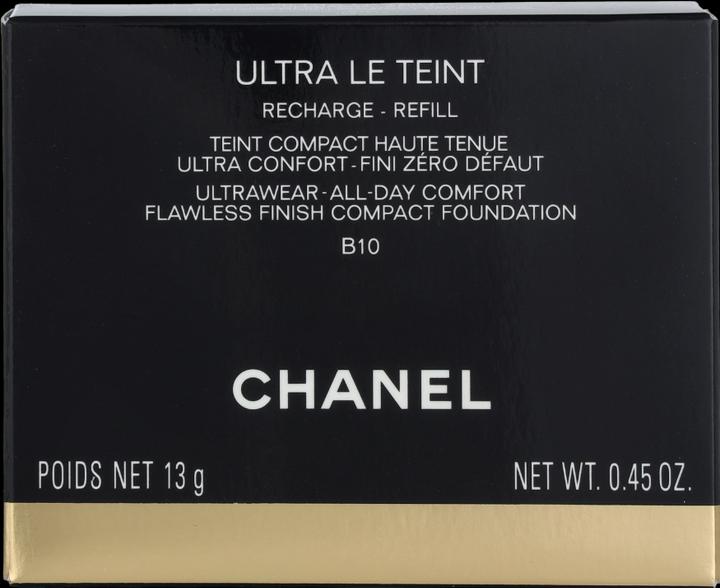 ULTRA LE TEINT
RECHARGE - REFILL
TEINT COMPACT HAUTE TENUE
ULTRA CONFORT - FINI ZÉRO DÉFAUT
ULTRAWEAR - ALL-DAY COMFORT
FLAWLESS FINISH COMPACT FOUNDATION
B10
CHANEL
POIDS NET 13 g NET WT. 0.45 OZ.